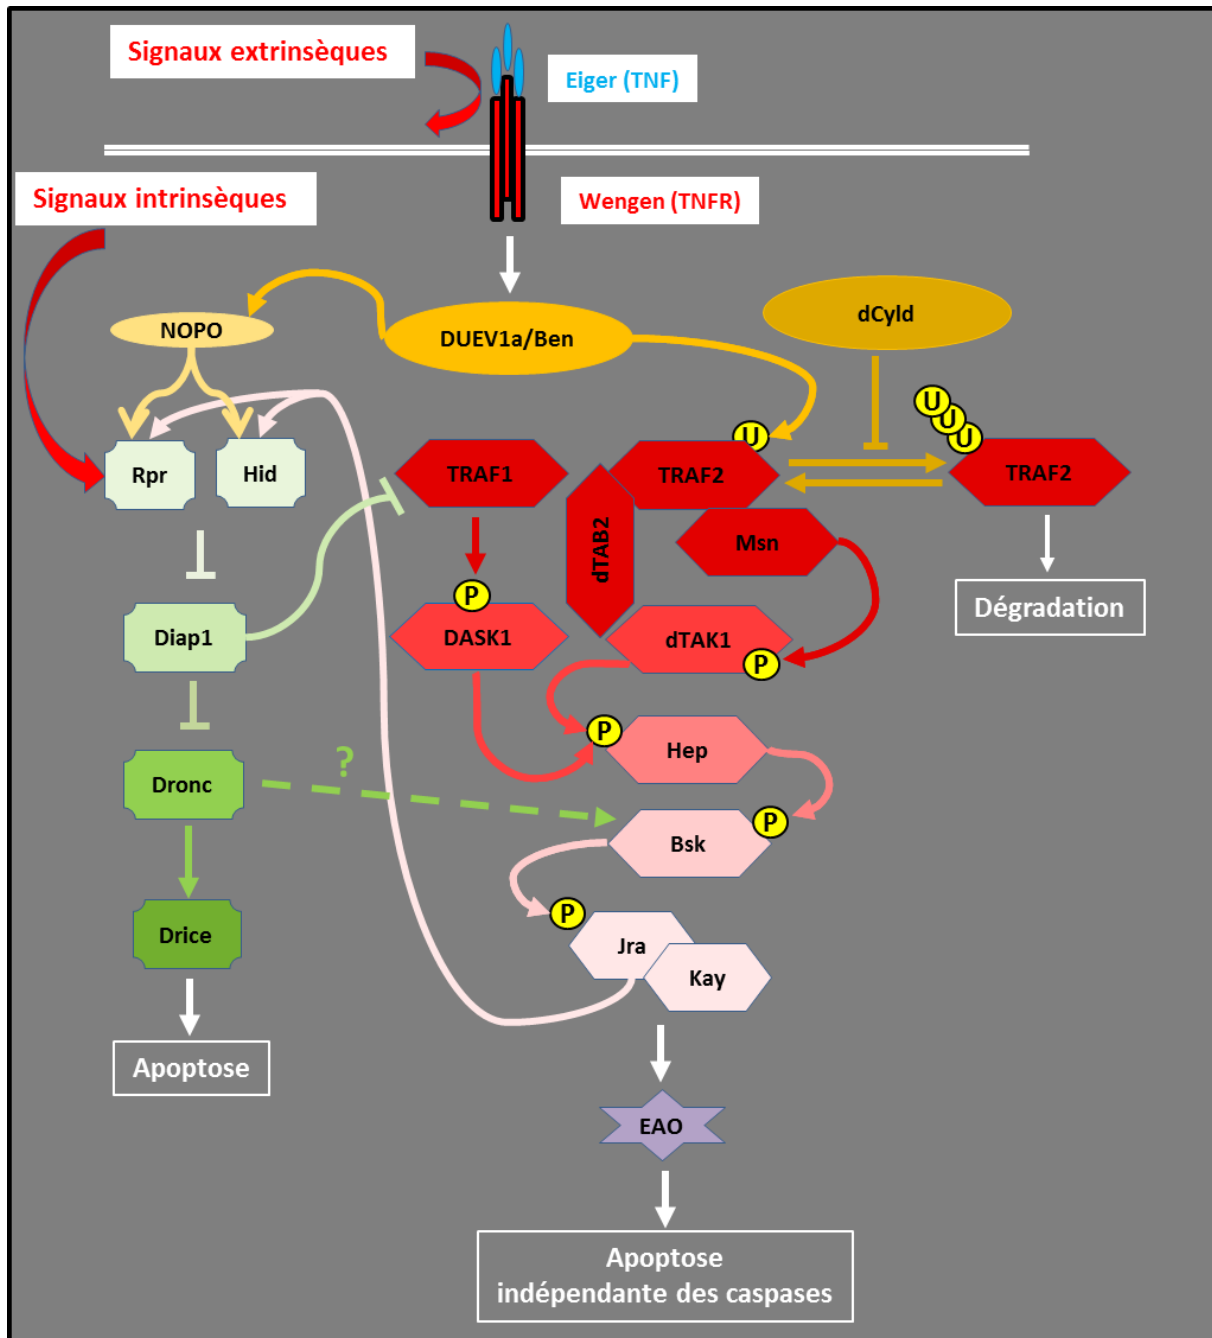 Signaux extrinsèques
Eiger (TNF)
Signaux intrinsèques
Wengen (TNFR)
NOPO
DUEV1a/Ben
dCyld
U
U
U
U
Rpr
Hid
TRAF1
TRAF2
TRAF2
dTAB2
Msn
P
Dégradation
Diap1
DASK1
dTAK1
P
P
Hep
?
Dronc
Bsk
P
P
Drice
Jra
Kay
Apoptose
EAO
Apoptose
indépendante des caspases